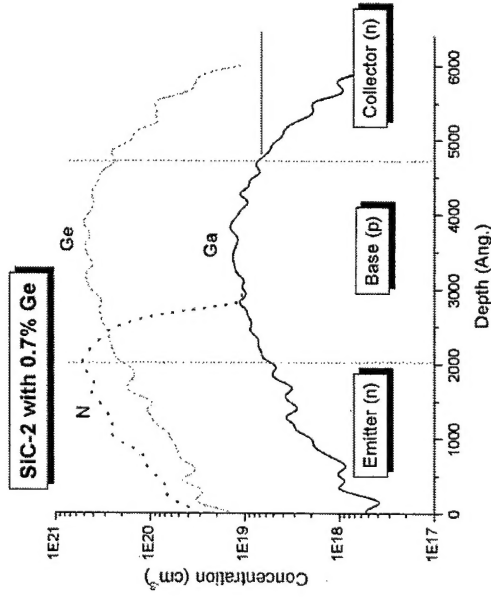 SiC-2 with 0.7% Ge
1E21
1E20
1E19
1E18
1E17
Concentration (cm⁻³)
N
Ge
Ga
Emitter (n)
Base (p)
Collector (n)
0
1000
2000
3000
4000
5000
6000
Depth (Ang.)